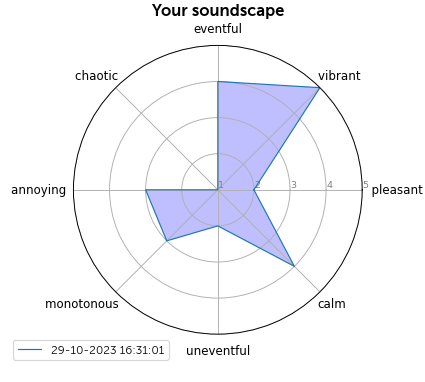 Your soundscape
eventful
chaotic
vibrant
annoying
1 2 3 4 5
pleasant
monotonous
calm
uneventful
29-10-2023 16:31:01